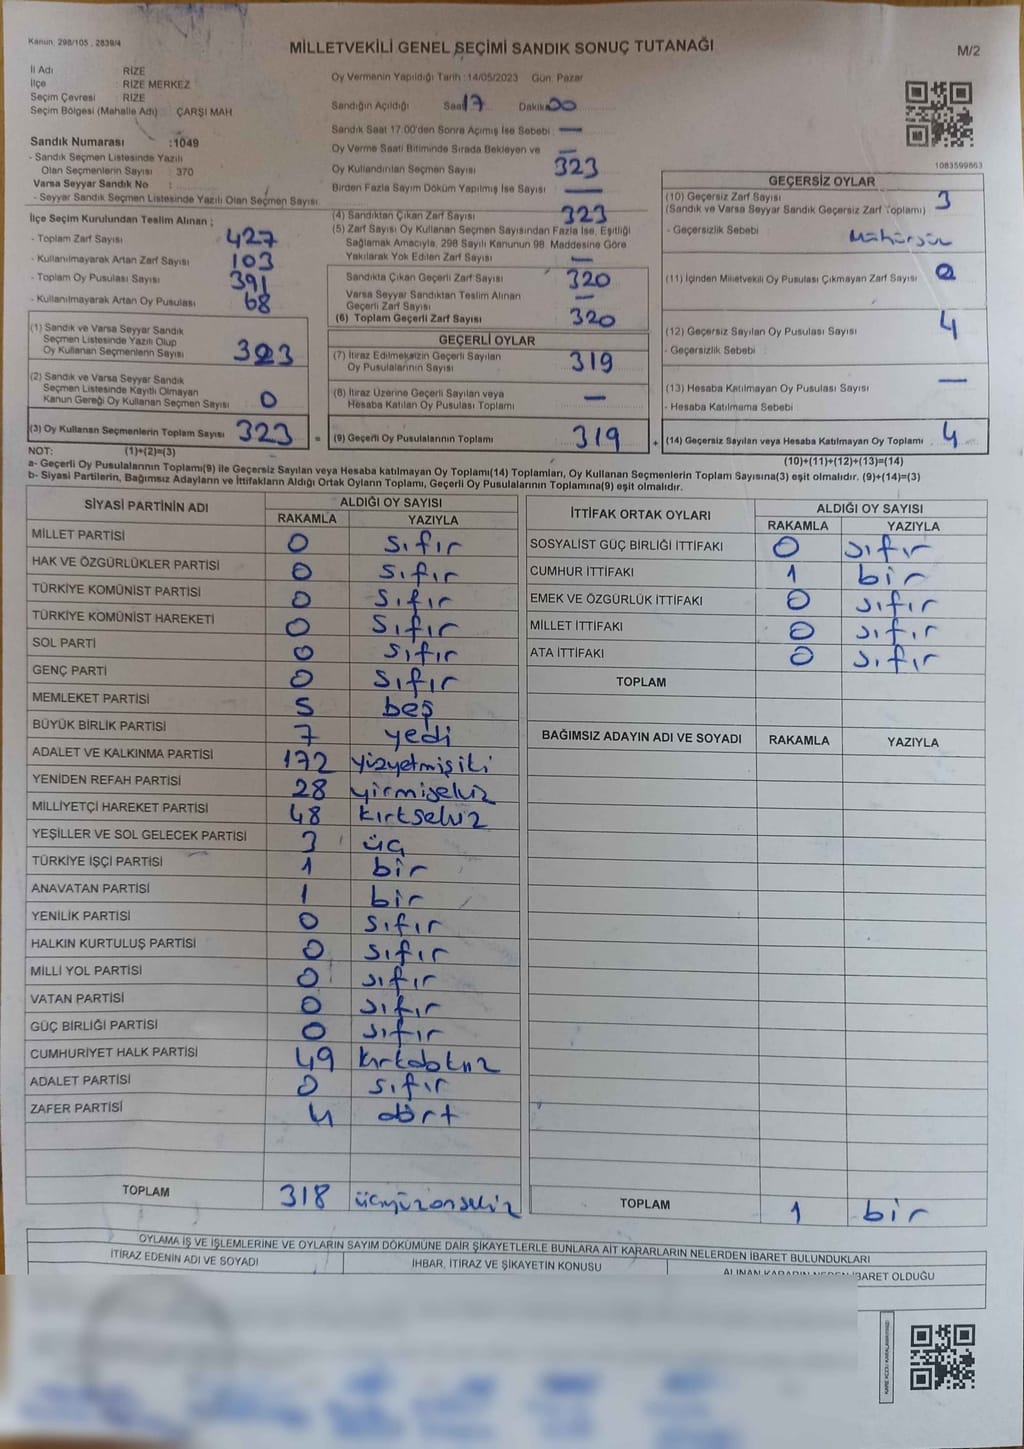 Kanun: 298/105, 2839/4
MİLLETVEKİLİ GENEL SEÇİMİ SANDIK SONUÇ TUTANAĞI
M/2
İl Adı RİZE
İlçe : RİZE MERKEZ
Seçim Çevresi : RİZE
Seçim Bölgesi (Mahalle Adı) : ÇARŞI MAH
Sandık Numarası :1049
- Sandık Seçmen Listesinde Yazılı
Olan Seçmenlerin Sayısı : 370
Varsa Seyyar Sandık No :
- Seyyar Sandık Seçmen Listesinde Yazılı Olan Seçmen Sayısı:
Oy Vermenin Yapıldığı Tarih :14/05/2023 Gün: Pazar
Sandığın Açıldığı Saat 17 Dakika 00
Sandık Saat 17.00'den Sonra Açımış İse Sebebi : —
Oy Verme Saati Bitiminde Sırada Bekleyen ve —
Oy Kullandırılan Seçmen Sayısı 323
Birden Fazla Sayım Döküm Yapılmış İse Sayısı —
1083599863
İlçe Seçim Kurulundan Teslim Alınan ;
- Toplam Zarf Sayısı 427
- Kullanılmayarak Artan Zarf Sayısı 103
- Toplam Oy Pusulası Sayısı 391
- Kullanılmayarak Artan Oy Pusulası 68
(1) Sandık ve Varsa Seyyar Sandık
Seçmen Listesinde Yazılı Olup
Oy Kullanan Seçmenlerin Sayısı 323
(2) Sandık ve Varsa Seyyar Sandık
Seçmen Listesinde Kayıtlı Olmayan
Kanun Gereği Oy Kullanan Seçmen Sayısı 0
(3) Oy Kullanan Seçmenlerin Toplam Sayısı 323 =
(4) Sandıktan Çıkan Zarf Sayısı 323
(5) Zarf Sayısı Oy Kullanan Seçmen Sayısından Fazla İse, Eşitliği
Sağlamak Amacıyla, 298 Sayılı Kanunun 98. Maddesine Göre
Yakılarak Yok Edilen Zarf Sayısı —
Sandıkta Çıkan Geçerli Zarf Sayısı 320
Varsa Seyyar Sandıktan Teslim Alınan
Geçerli Zarf Sayısı —
(6) Toplam Geçerli Zarf Sayısı 320
GEÇERLİ OYLAR
(7) İtiraz Edilmeksizin Geçerli Sayılan
Oy Pusulalarının Sayısı 319
(8) İtiraz Üzerine Geçerli Sayılan veya
Hesaba Katılan Oy Pusulası Toplamı —
(9) Geçerli Oy Pusulalarının Toplamı 319 +
GEÇERSİZ OYLAR
(10) Geçersiz Zarf Sayısı 3
(Sandık ve Varsa Seyyar Sandık Geçersiz Zarf Toplamı)
- Geçersizlik Sebebi Mühürsüz
(11) İçinden Milletvekili Oy Pusulası Çıkmayan Zarf Sayısı 0
(12) Geçersiz Sayılan Oy Pusulası Sayısı 4
- Geçersizlik Sebebi :
(13) Hesaba Katılmayan Oy Pusulası Sayısı —
- Hesaba Katılmama Sebebi
(14) Geçersiz Sayılan veya Hesaba Katılmayan Oy Toplamı 4
NOT: (1)+(2)=(3)
(10)+(11)+(12)+(13)=(14)
a- Geçerli Oy Pusulalarının Toplamı(9) ile Geçersiz Sayılan veya Hesaba katılmayan Oy Toplamı(14) Toplamları, Oy Kullanan Seçmenlerin Toplam Sayısına(3) eşit olmalıdır. (9)+(14)=(3)
b- Siyasi Partilerin, Bağımsız Adayların ve İttifakların Aldığı Ortak Oyların Toplamı, Geçerli Oy Pusulalarının Toplamına(9) eşit olmalıdır.
SİYASİ PARTİNİN ADI ALDIĞI OY SAYISI
RAKAMLA YAZIYLA
MİLLET PARTİSİ 0 sıfır
HAK VE ÖZGÜRLÜKLER PARTİSİ 0 sıfır
TÜRKİYE KOMÜNİST PARTİSİ 0 sıfır
TÜRKİYE KOMÜNİST HAREKETİ 0 sıfır
SOL PARTİ 0 sıfır
GENÇ PARTİ 0 sıfır
MEMLEKET PARTİSİ 5 beş
BÜYÜK BİRLİK PARTİSİ 7 yedi
ADALET VE KALKINMA PARTİSİ 172 yüzyetmişiki
YENİDEN REFAH PARTİSİ 28 yirmisekiz
MİLLİYETÇİ HAREKET PARTİSİ 48 kırksekiz
YEŞİLLER VE SOL GELECEK PARTİSİ 3 üç
TÜRKİYE İŞÇİ PARTİSİ 1 bir
ANAVATAN PARTİSİ 1 bir
YENİLİK PARTİSİ 0 sıfır
HALKIN KURTULUŞ PARTİSİ 0 sıfır
MİLLİ YOL PARTİSİ 0 sıfır
VATAN PARTİSİ 0 sıfır
GÜÇ BİRLİĞİ PARTİSİ 0 sıfır
CUMHURİYET HALK PARTİSİ 49 kırkdokuz
ADALET PARTİSİ 0 sıfır
ZAFER PARTİSİ 4 dört
TOPLAM 318 üçyüzonsekiz
İTTİFAK ORTAK OYLARI ALDIĞI OY SAYISI
RAKAMLA YAZIYLA
SOSYALİST GÜÇ BİRLİĞİ İTTİFAKI 0 sıfır
CUMHUR İTTİFAKI 1 bir
EMEK VE ÖZGÜRLÜK İTTİFAKI 0 sıfır
MİLLET İTTİFAKI 0 sıfır
ATA İTTİFAKI 0 sıfır
TOPLAM
BAĞIMSIZ ADAYIN ADI VE SOYADI RAKAMLA YAZIYLA
TOPLAM 1 bir
OYLAMA İŞ VE İŞLEMLERİNE VE OYLARIN SAYIM DÖKÜMÜNE DAİR ŞİKAYETLERLE BUNLARA AİT KARARLARIN NELERDEN İBARET BULUNDUKLARI
İTİRAZ EDENİN ADI VE SOYADI İHBAR, İTİRAZ VE ŞİKAYETİN KONUSU ALINAN KARARIN NEDEN İBARET OLDUĞU